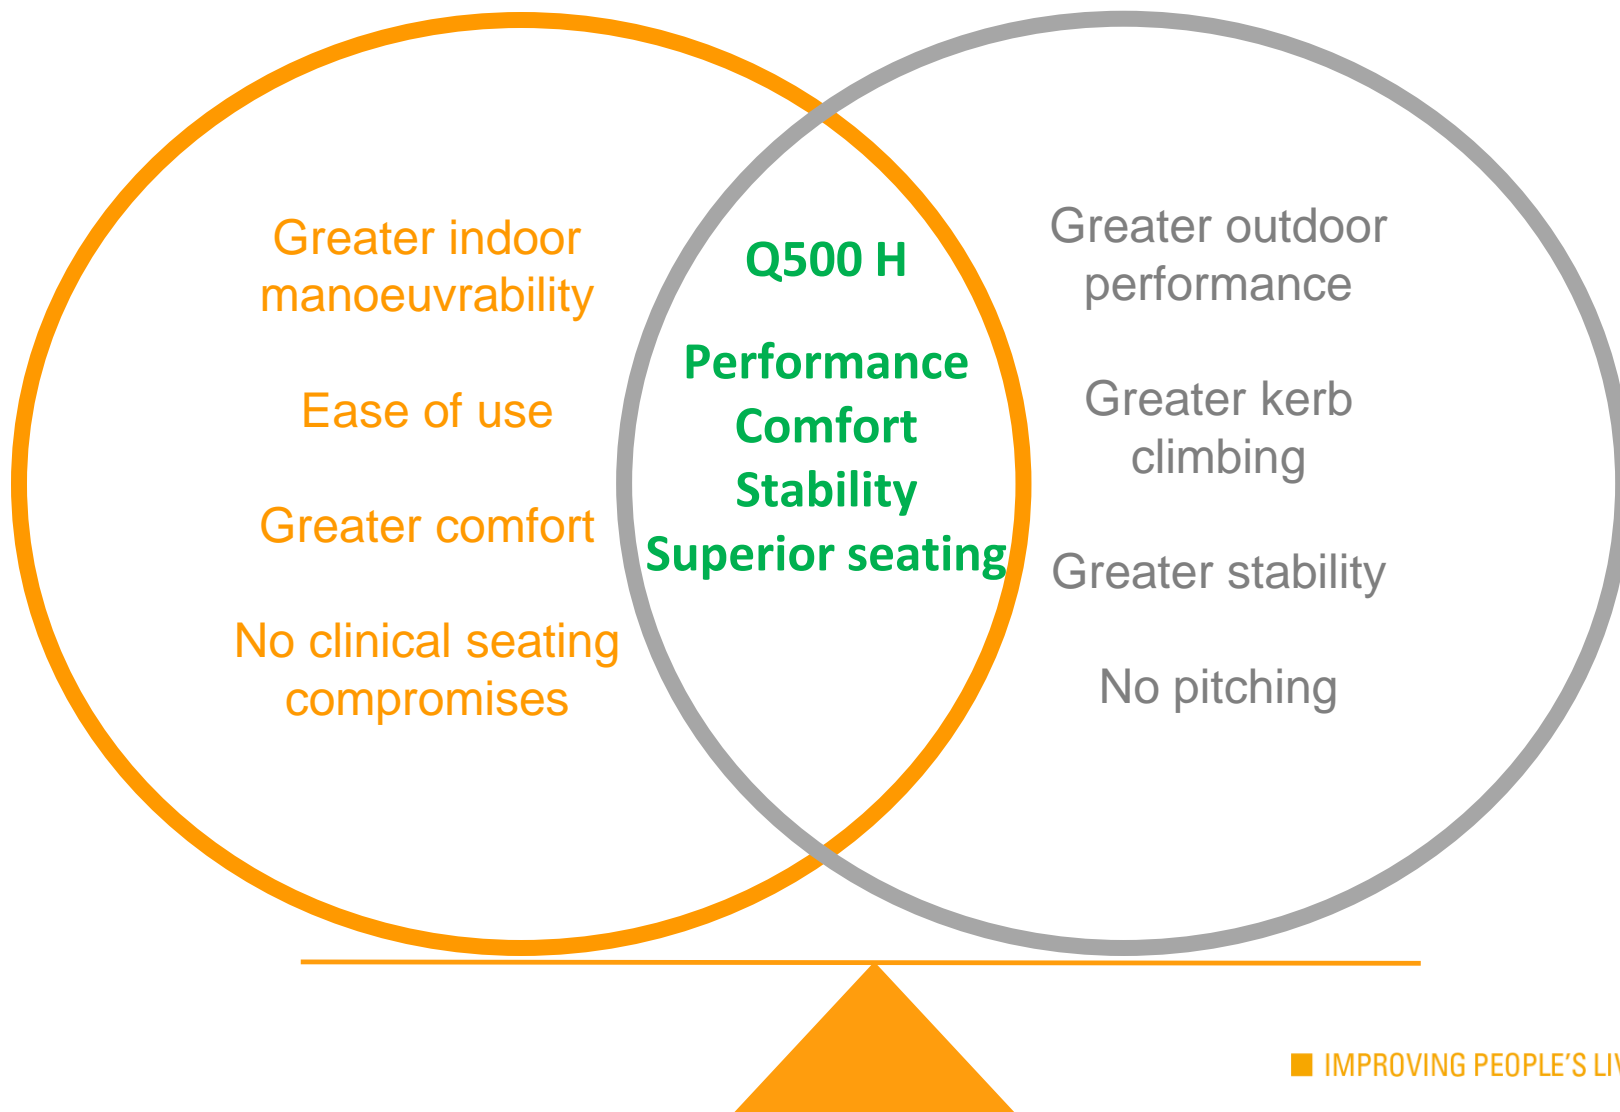 Greater indoor
manoeuvrability
Ease of use
Greater comfort
No clinical seating
compromises
Q500 H
Performance
Comfort
Stability
Superior seating
Greater outdoor
performance
Greater kerb
climbing
Greater stability
No pitching
IMPROVING PEOPLE'S